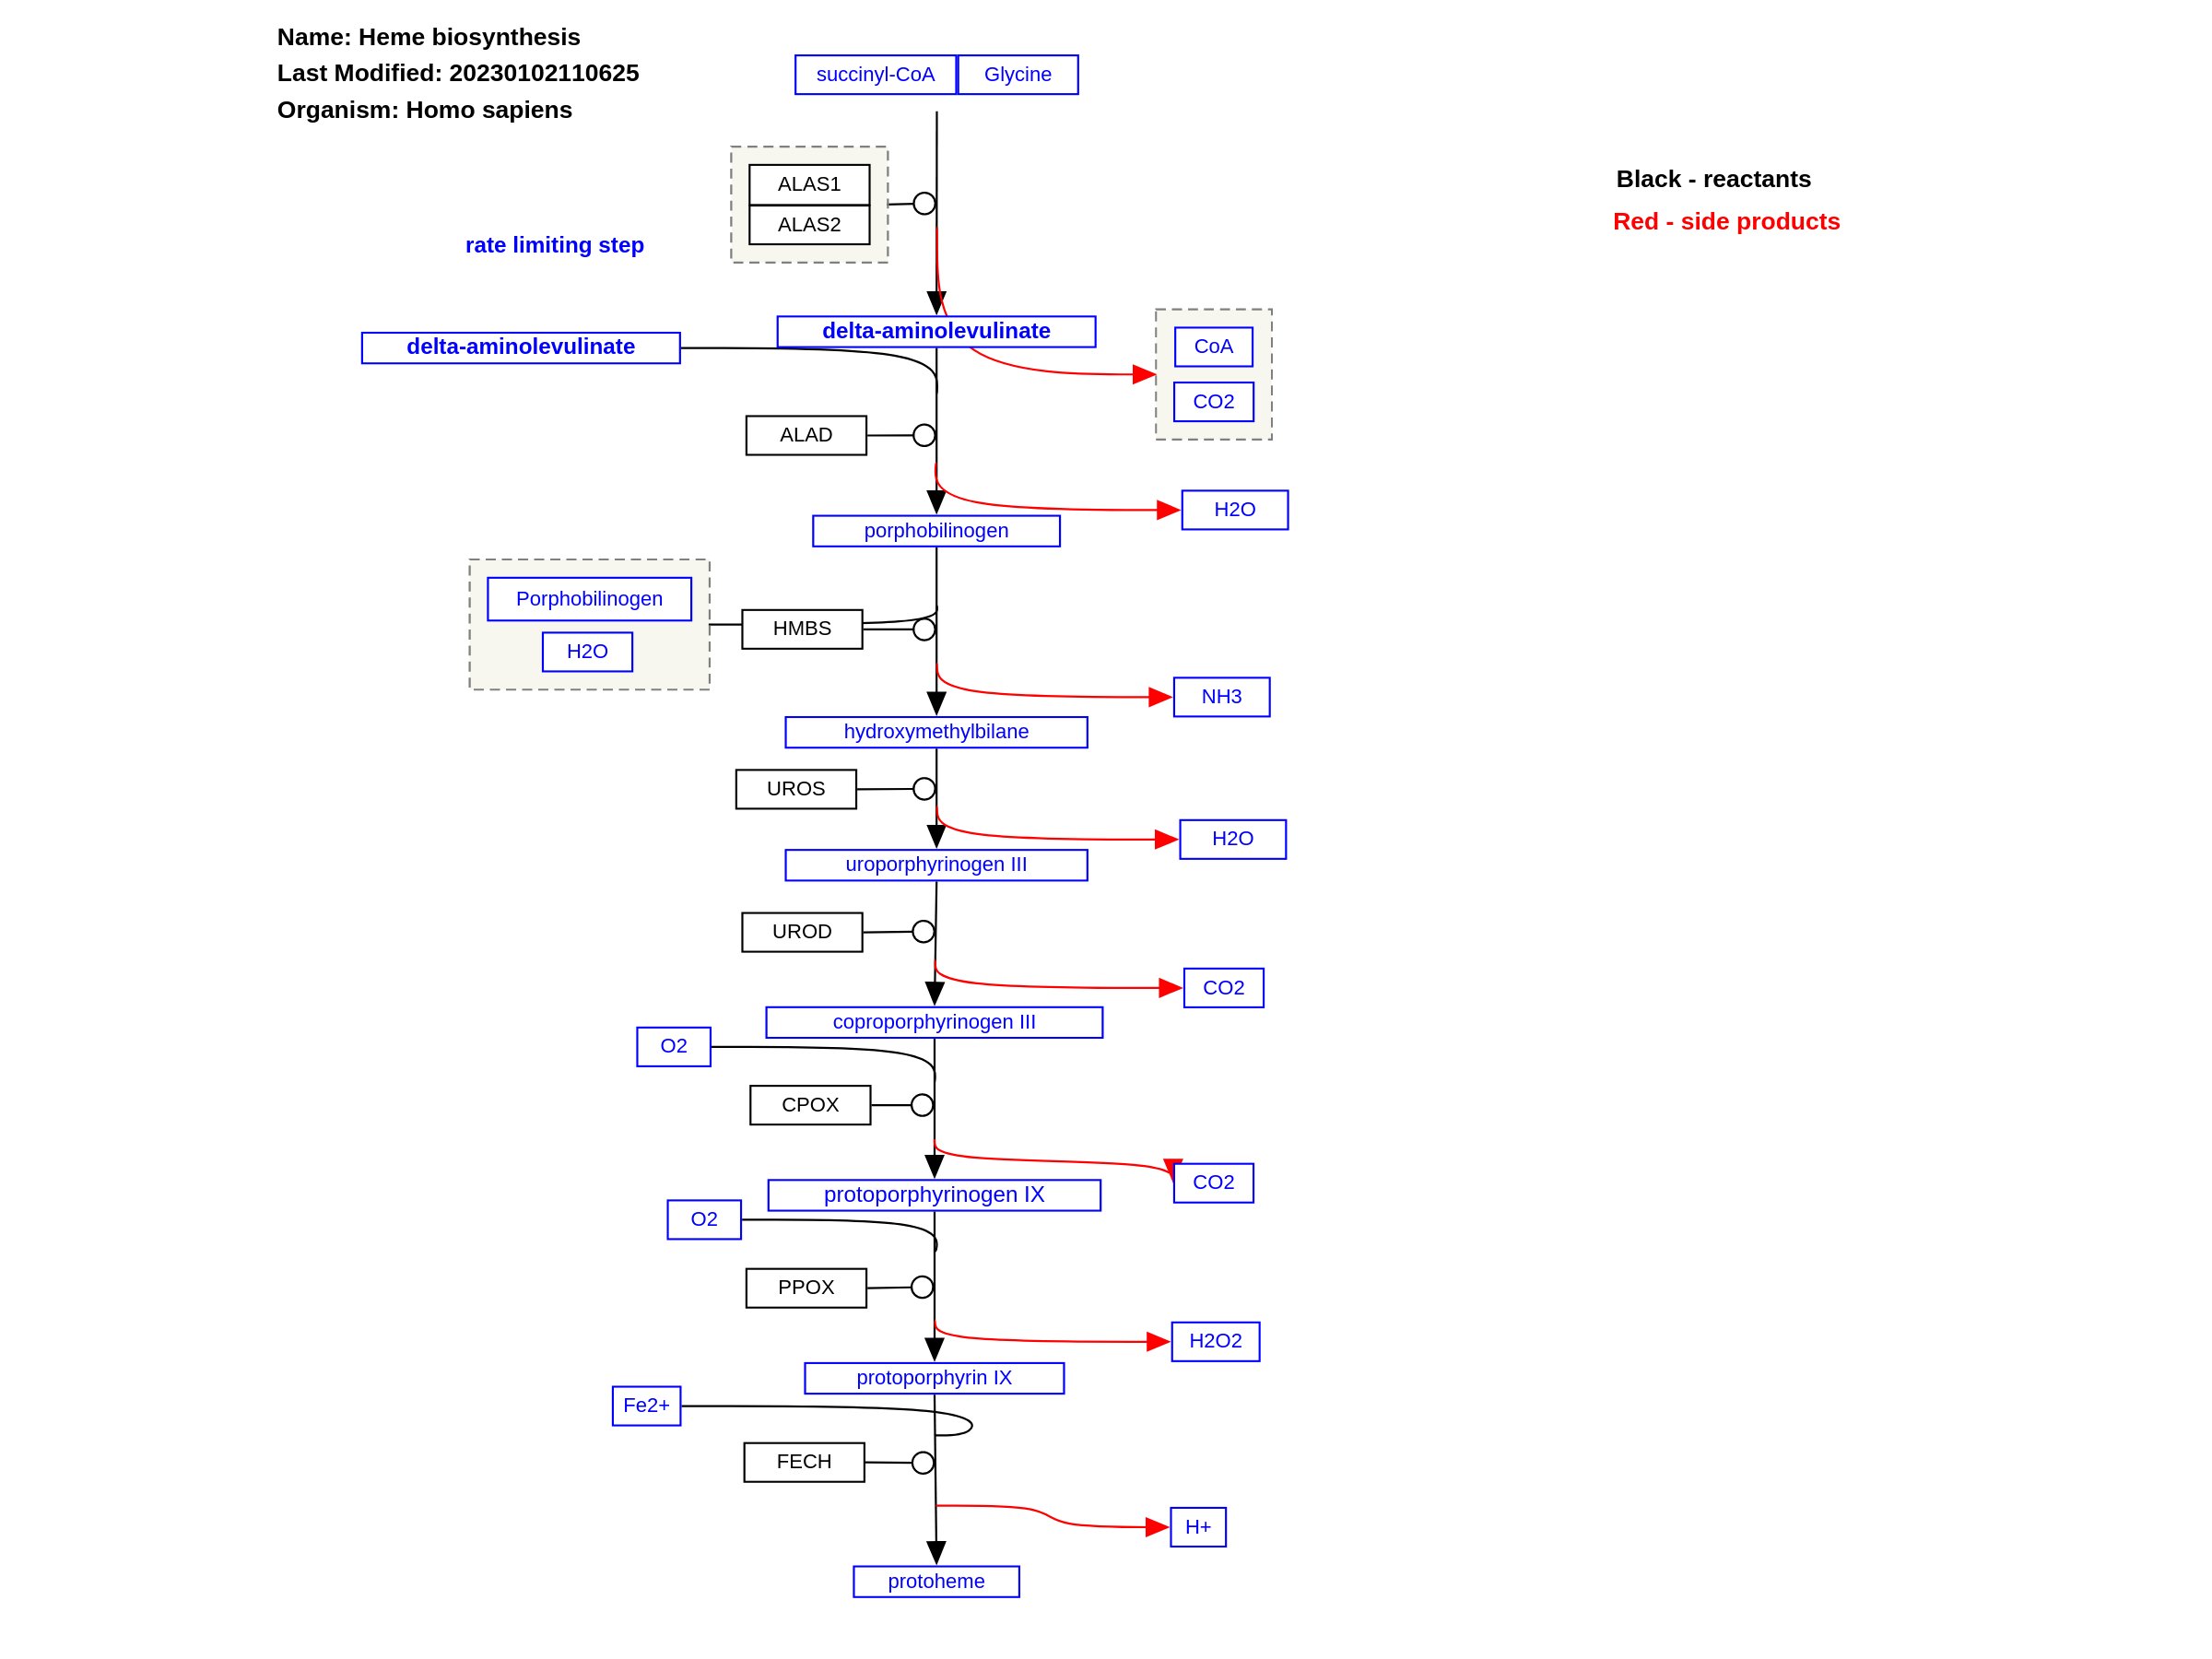 Name: Heme biosynthesis
Last Modified: 20230102110625
Organism: Homo sapiens
succinyl-CoA
Glycine
Black - reactants
Red - side products
ALAS1
ALAS2
rate limiting step
delta-aminolevulinate
delta-aminolevulinate
CoA
CO2
ALAD
H2O
porphobilinogen
Porphobilinogen
H2O
HMBS
NH3
hydroxymethylbilane
UROS
H2O
uroporphyrinogen III
UROD
CO2
coproporphyrinogen III
O2
CPOX
CO2
protoporphyrinogen IX
O2
PPOX
H2O2
protoporphyrin IX
Fe2+
FECH
H+
protoheme